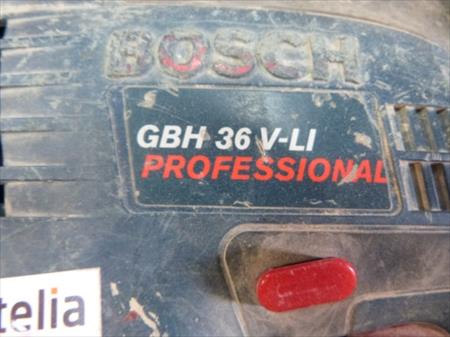 BOSCH
GBH 36 V-LI
PROFESSIONAL
telia